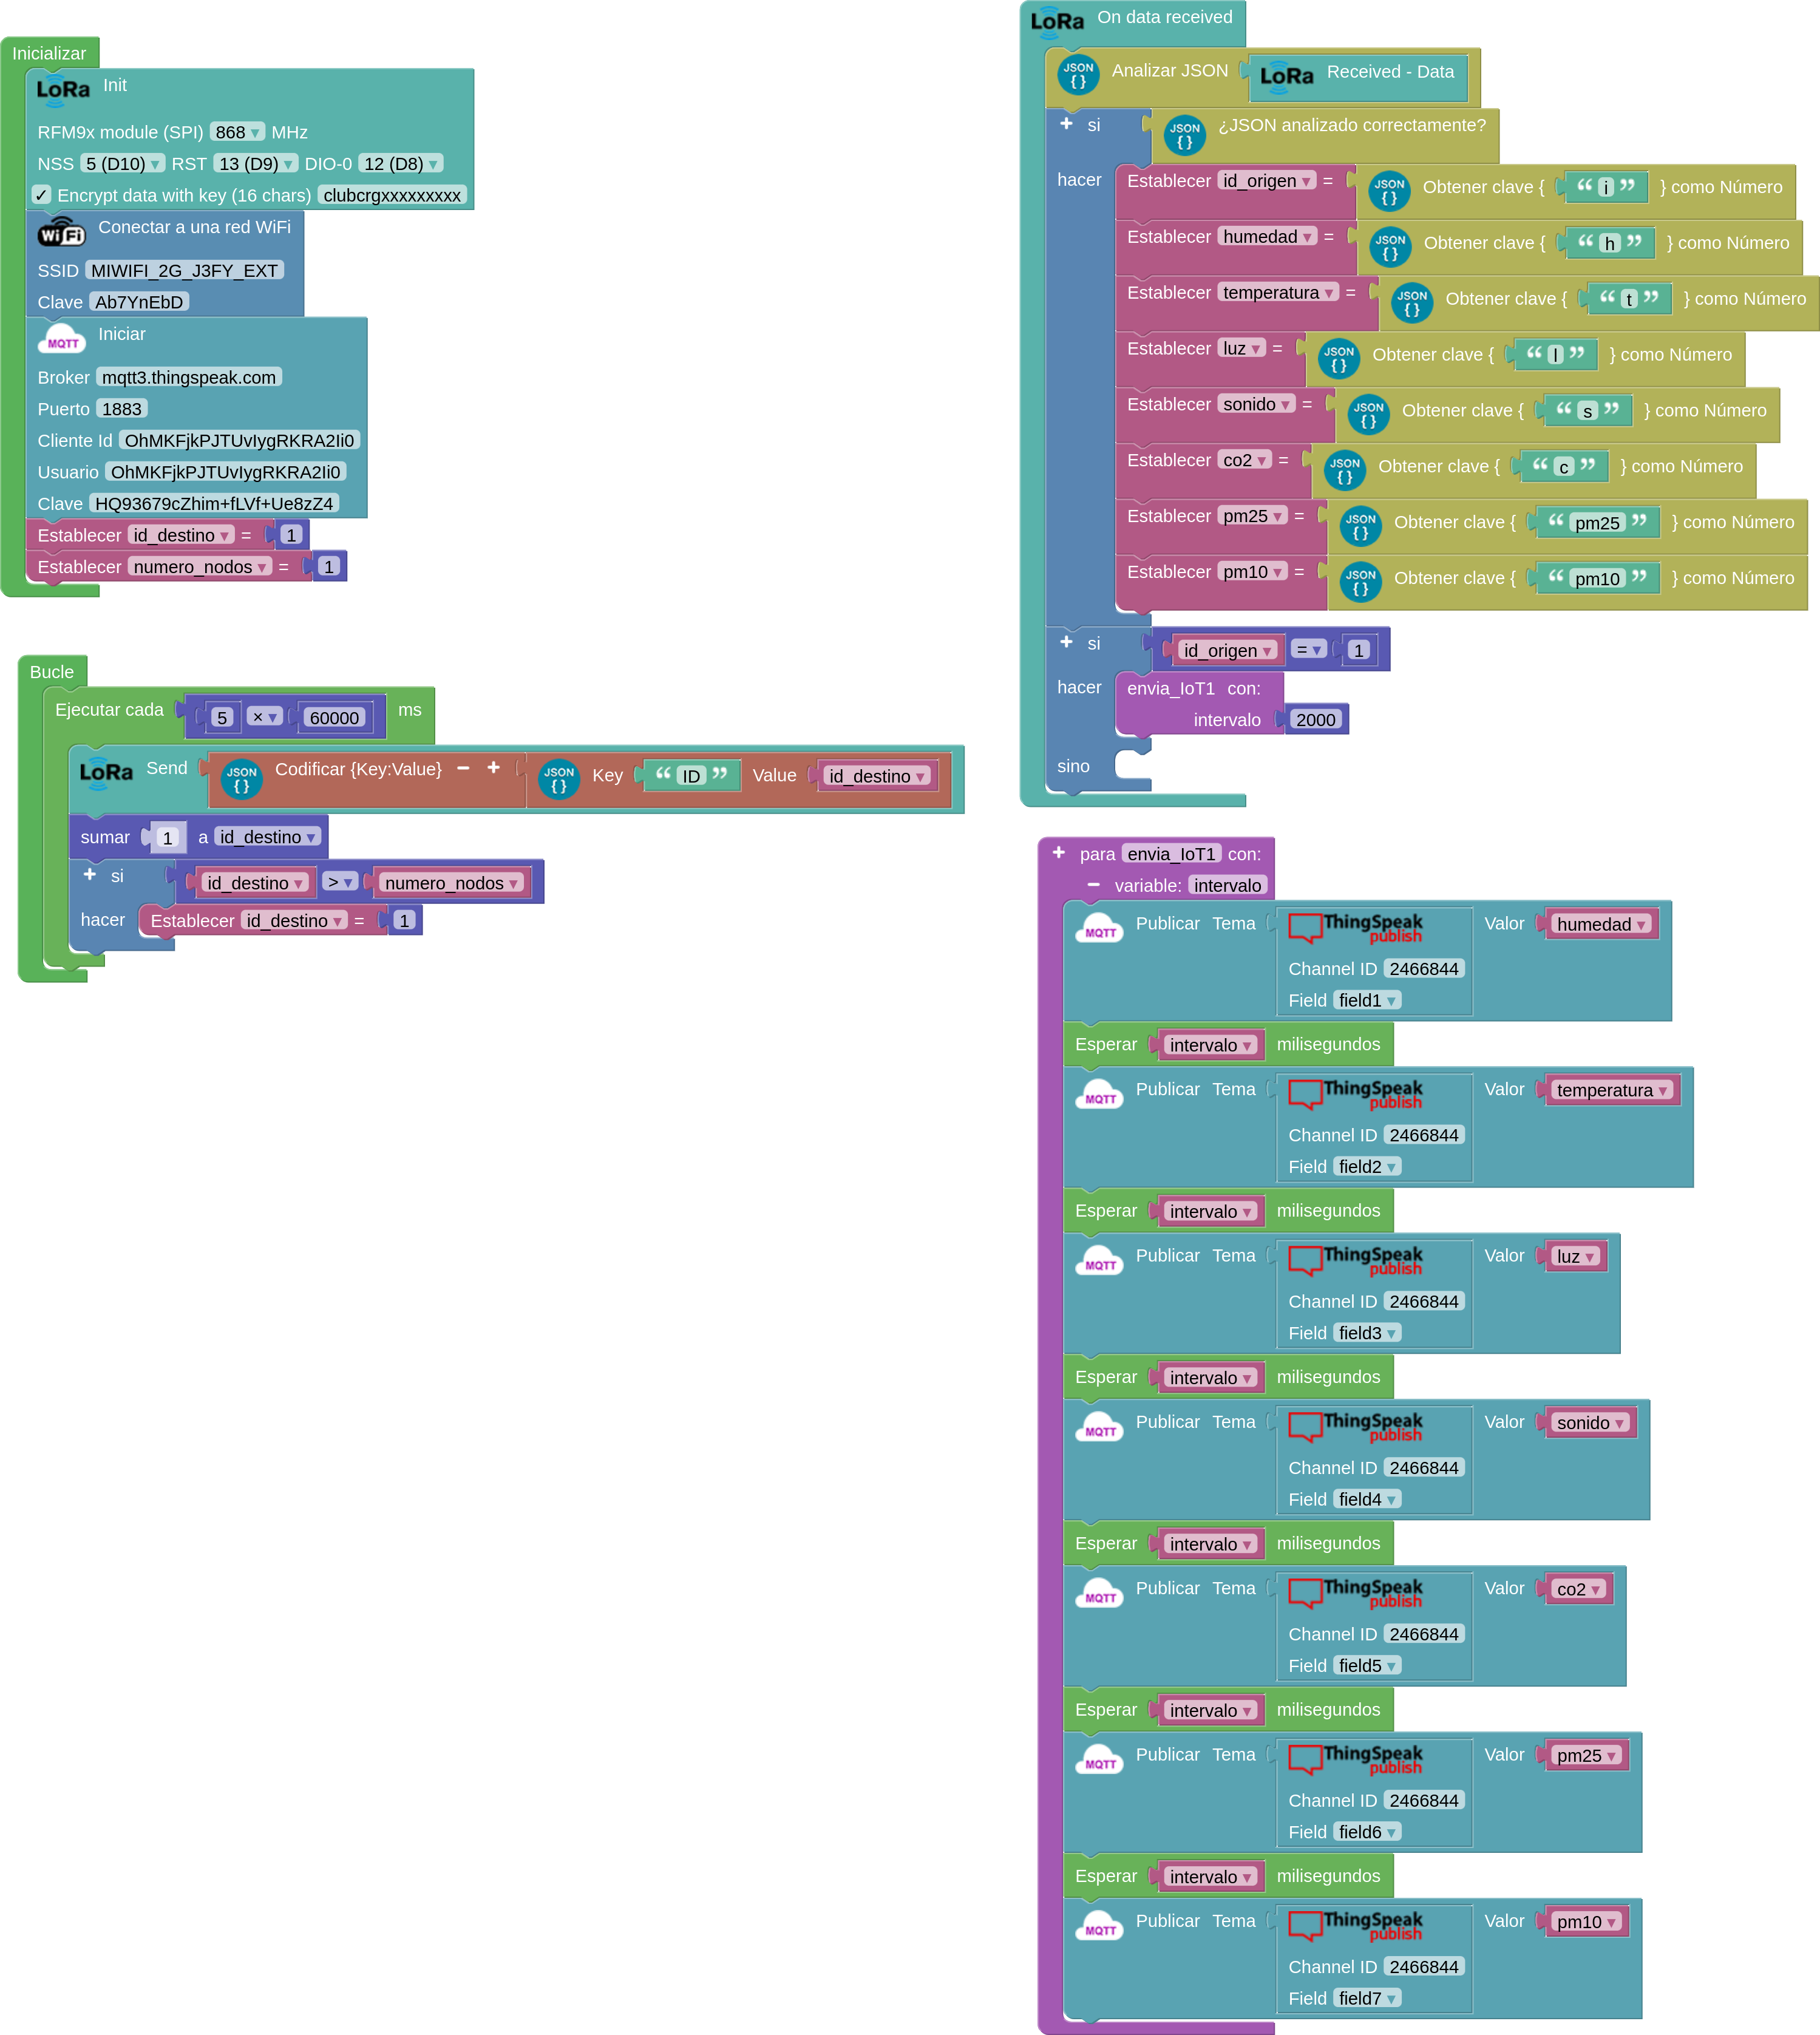 Inicializar
LoRa Init
RFM9x module (SPI) 868 ▾ MHz
NSS 5 (D10) ▾ RST 13 (D9) ▾ DIO-0 12 (D8) ▾
✓ Encrypt data with key (16 chars) clubcrgxxxxxxxxx
WiFi Conectar a una red WiFi
SSID MIWIFI_2G_J3FY_EXT
Clave Ab7YnEbD
MQTT Iniciar
Broker mqtt3.thingspeak.com
Puerto 1883
Cliente Id OhMKFjkPJTUvIygRKRA2Ii0
Usuario OhMKFjkPJTUvIygRKRA2Ii0
Clave HQ93679cZhim+fLVf+Ue8zZ4
Establecer id_destino ▾ = 1
Establecer numero_nodos ▾ = 1
Bucle
Ejecutar cada 5 × ▾ 60000 ms
LoRa Send JSON { } Codificar {Key:Value} − + JSON { } Key “ ID ” Value id_destino ▾
sumar 1 a id_destino ▾
+ si id_destino ▾ > ▾ numero_nodos ▾
hacer Establecer id_destino ▾ = 1
LoRa On data received
JSON { } Analizar JSON LoRa Received - Data
+ si JSON { } ¿JSON analizado correctamente?
hacer Establecer id_origen ▾ = JSON { } Obtener clave { “ i ” } como Número
Establecer humedad ▾ = JSON { } Obtener clave { “ h ” } como Número
Establecer temperatura ▾ = JSON { } Obtener clave { “ t ” } como Número
Establecer luz ▾ = JSON { } Obtener clave { “ l ” } como Número
Establecer sonido ▾ = JSON { } Obtener clave { “ s ” } como Número
Establecer co2 ▾ = JSON { } Obtener clave { “ c ” } como Número
Establecer pm25 ▾ = JSON { } Obtener clave { “ pm25 ” } como Número
Establecer pm10 ▾ = JSON { } Obtener clave { “ pm10 ” } como Número
+ si id_origen ▾ = ▾ 1
hacer envia_IoT1 con:
intervalo 2000
sino
+ para envia_IoT1 con:
− variable: intervalo
MQTT Publicar Tema ThingSpeak publish Valor humedad ▾
Channel ID 2466844
Field field1 ▾
Esperar intervalo ▾ milisegundos
MQTT Publicar Tema ThingSpeak publish Valor temperatura ▾
Channel ID 2466844
Field field2 ▾
Esperar intervalo ▾ milisegundos
MQTT Publicar Tema ThingSpeak publish Valor luz ▾
Channel ID 2466844
Field field3 ▾
Esperar intervalo ▾ milisegundos
MQTT Publicar Tema ThingSpeak publish Valor sonido ▾
Channel ID 2466844
Field field4 ▾
Esperar intervalo ▾ milisegundos
MQTT Publicar Tema ThingSpeak publish Valor co2 ▾
Channel ID 2466844
Field field5 ▾
Esperar intervalo ▾ milisegundos
MQTT Publicar Tema ThingSpeak publish Valor pm25 ▾
Channel ID 2466844
Field field6 ▾
Esperar intervalo ▾ milisegundos
MQTT Publicar Tema ThingSpeak publish Valor pm10 ▾
Channel ID 2466844
Field field7 ▾